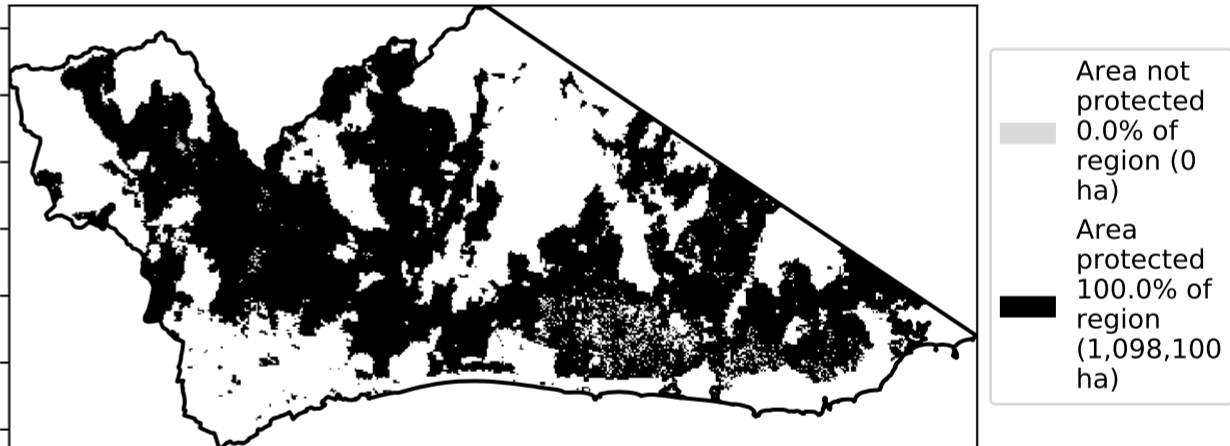 Area not
protected
0.0% of
region (0
ha)
Area
protected
100.0% of
region
(1,098,100
ha)